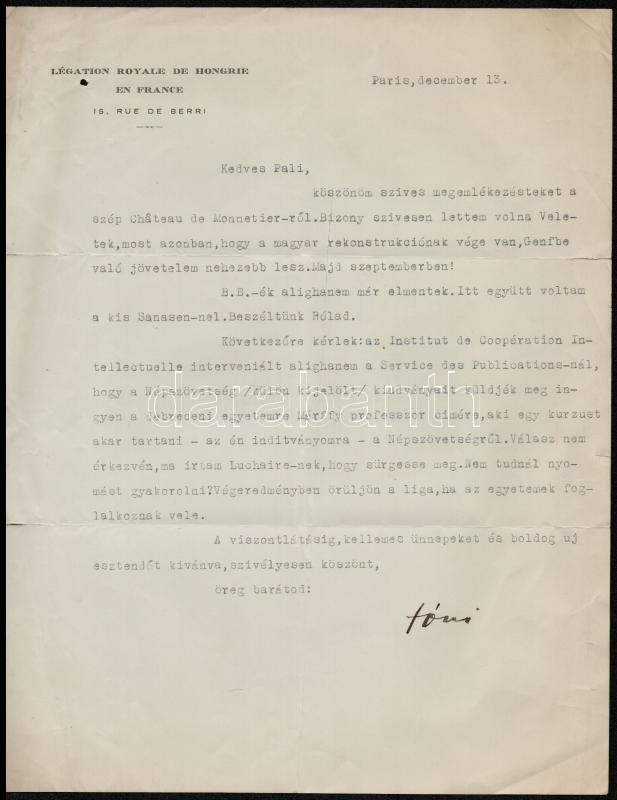 LÉGATION ROYALE DE HONGRIE
EN FRANCE
15, RUE DE BERRI
Paris,december 13.
Kedves Pali,
köszönöm szives megemlékezésteket a
szép Château de Monnetier-ről.Bizony szivesen lettem volna Vele-
tek,most azonban,hogy a magyar rekonstrukciónak vége van,Genfbe
való jövetelem nehezebb lesz.Majd szeptemberben!
B.B.-ék alighanem már elmentek.Itt együtt voltam
a kis Sanasen-nel.Beszéltünk Rólad.
Következőre kérlek:az Institut de Coopération In-
tellectuelle interveniált alighanem a Service des Publications-nál,
hogy a Népszövetség /külön kijelölt/ kiadványait küldjék meg in-
gyen a debreceni egyetemre professzor cimére,aki egy kurzust
akar tartani - az én inditványomra - a Népszövetségről.Válasz nem
érkezvén,ma irtam Luchaire-nek,hogy sürgesse meg.Nem tudnál nyo-
mást gyakorolni?Végeredményben örüljön a liga,ha az egyetemek fog-
lalkoznak vele.
A viszontlátásig,kellemes ünnepeket és boldog uj
esztendőt kivánva,szivélyesen köszönt,
öreg barátod:
Tóni
darabanth